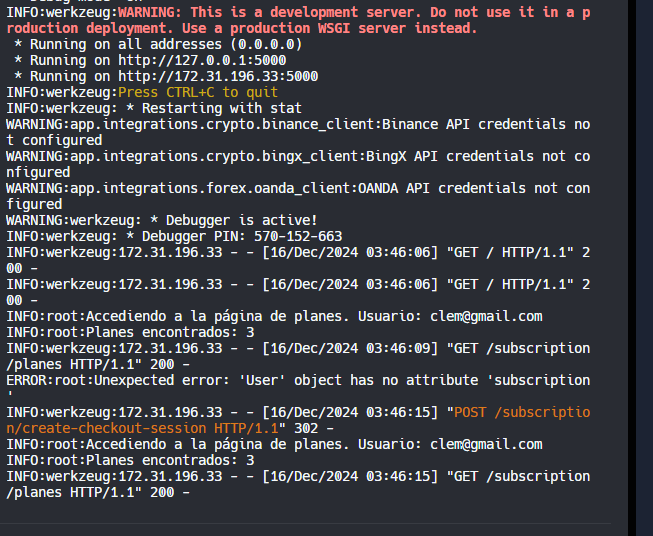 INFO:werkzeug:WARNING: This is a development server. Do not use it in a p
roduction deployment. Use a production WSGI server instead.
 * Running on all addresses (0.0.0.0)
 * Running on http://127.0.0.1:5000
 * Running on http://172.31.196.33:5000
INFO:werkzeug:Press CTRL+C to quit
INFO:werkzeug: * Restarting with stat
WARNING:app.integrations.crypto.binance_client:Binance API credentials no
t configured
WARNING:app.integrations.crypto.bingx_client:BingX API credentials not co
nfigured
WARNING:app.integrations.forex.oanda_client:OANDA API credentials not con
figured
WARNING:werkzeug: * Debugger is active!
INFO:werkzeug: * Debugger PIN: 570-152-663
INFO:werkzeug:172.31.196.33 - - [16/Dec/2024 03:46:06] "GET / HTTP/1.1" 2
00 -
INFO:werkzeug:172.31.196.33 - - [16/Dec/2024 03:46:06] "GET / HTTP/1.1" 2
00 -
INFO:root:Accediendo a la página de planes. Usuario: clem@gmail.com
INFO:root:Planes encontrados: 3
INFO:werkzeug:172.31.196.33 - - [16/Dec/2024 03:46:09] "GET /subscription
/planes HTTP/1.1" 200 -
ERROR:root:Unexpected error: 'User' object has no attribute 'subscription
'
INFO:werkzeug:172.31.196.33 - - [16/Dec/2024 03:46:15] "POST /subscriptio
n/create-checkout-session HTTP/1.1" 302 -
INFO:root:Accediendo a la página de planes. Usuario: clem@gmail.com
INFO:root:Planes encontrados: 3
INFO:werkzeug:172.31.196.33 - - [16/Dec/2024 03:46:15] "GET /subscription
/planes HTTP/1.1" 200 -